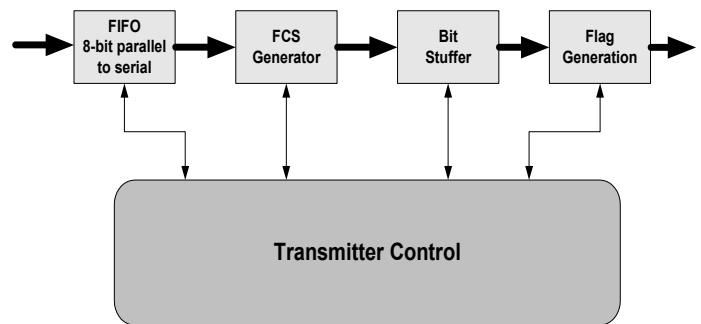 FIFO
8-bit parallel
to serial
FCS
Generator
Bit
Stuffer
Flag
Generation
Transmitter Control